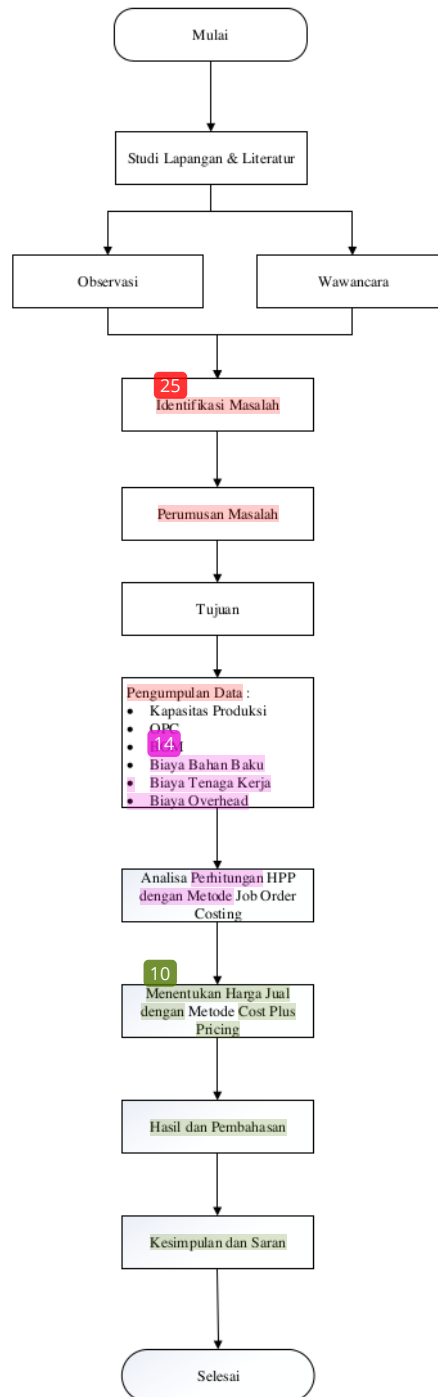 Mulai
Studi Lapangan & Literatur
Observasi
Wawancara
25
Identifikasi Masalah
Perumusan Masalah
Tujuan
Pengumpulan Data :
• Kapasitas Produksi
• OPC
14
• Biaya Bahan Baku
• Biaya Tenaga Kerja
• Biaya Overhead
Analisa Perhitungan HPP
dengan Metode Job Order
Costing
10
Menentukan Harga Jual
dengan Metode Cost Plus
Pricing
Hasil dan Pembahasan
Kesimpulan dan Saran
Selesai